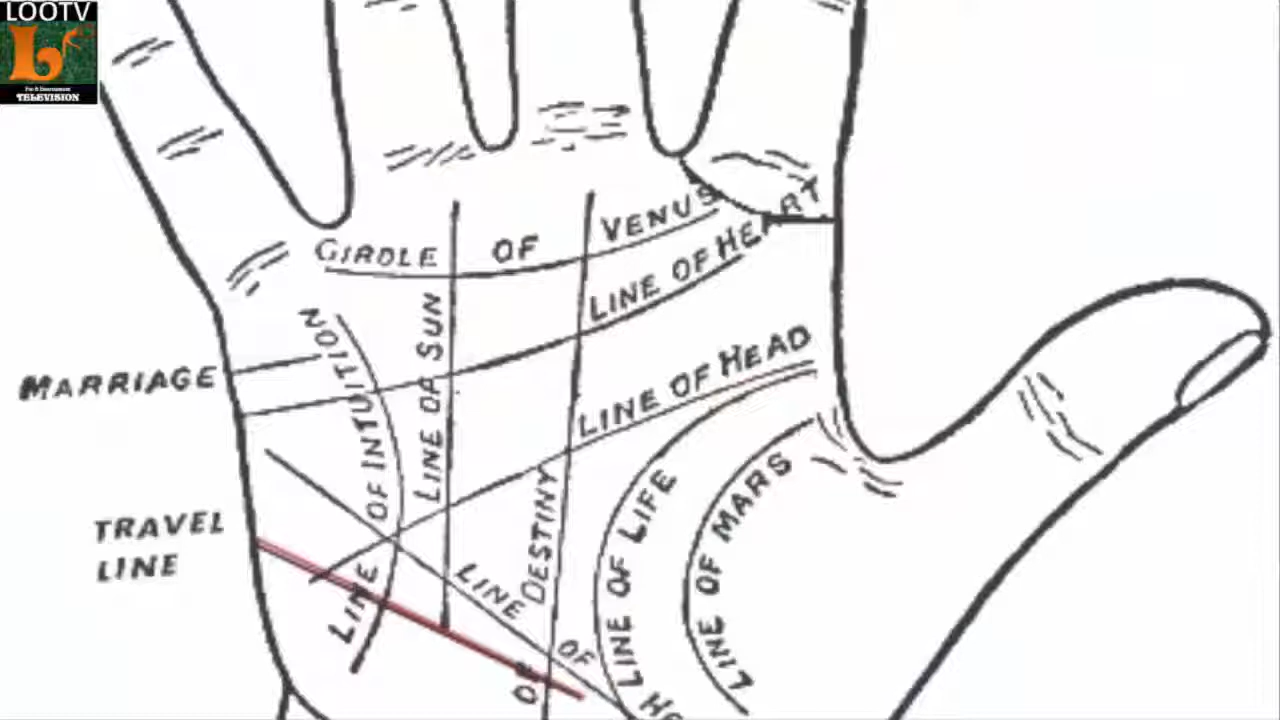 LOOTV
TELEVISION
GIRDLE OF VENUS
LINE OF HEART
MARRIAGE
LINE OF INTUITION
LINE OF SUN
LINE OF HEAD
TRAVEL
LINE
DESTINY
OF
LINE OF
LINE OF LIFE
LINE OF MARS